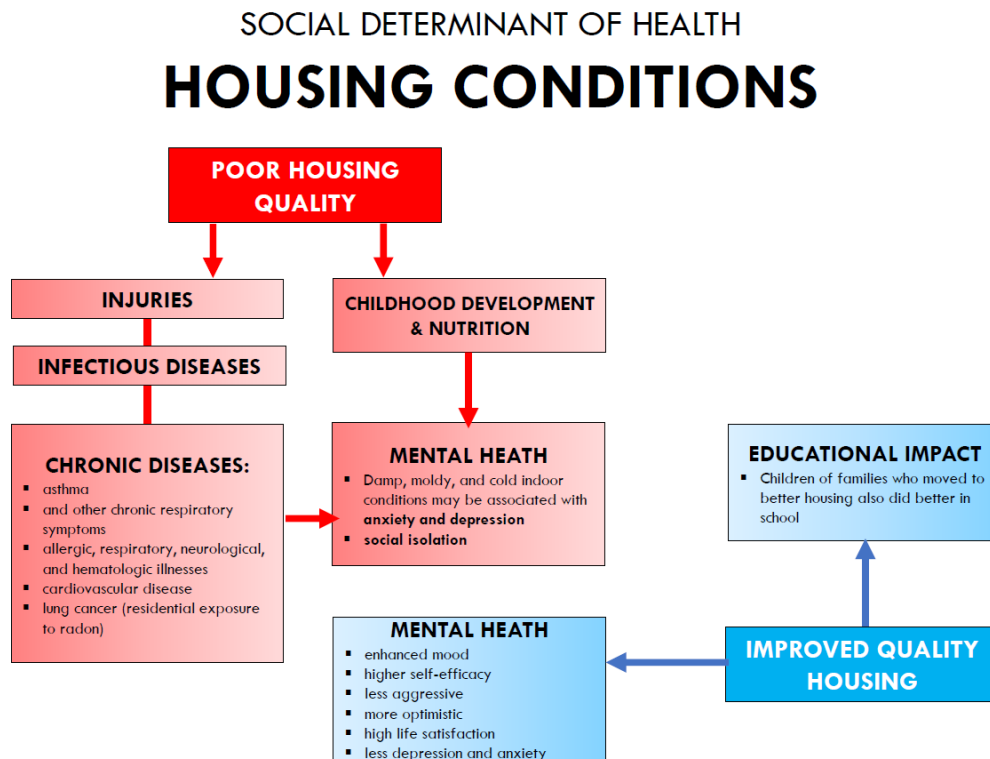 SOCIAL DETERMINANT OF HEALTH
HOUSING CONDITIONS
POOR HOUSING
QUALITY
INJURIES
INFECTIOUS DISEASES
CHRONIC DISEASES:
▪ asthma
▪ and other chronic respiratory
symptoms
▪ allergic, respiratory, neurological,
and hematologic illnesses
▪ cardiovascular disease
▪ lung cancer (residential exposure
to radon)
CHILDHOOD DEVELOPMENT
& NUTRITION
MENTAL HEATH
▪ Damp, moldy, and cold indoor
conditions may be associated with
anxiety and depression
▪ social isolation
EDUCATIONAL IMPACT
▪ Children of families who moved to
better housing also did better in
school
MENTAL HEATH
▪ enhanced mood
▪ higher self-efficacy
▪ less aggressive
▪ more optimistic
▪ high life satisfaction
▪ less depression and anxiety
IMPROVED QUALITY
HOUSING